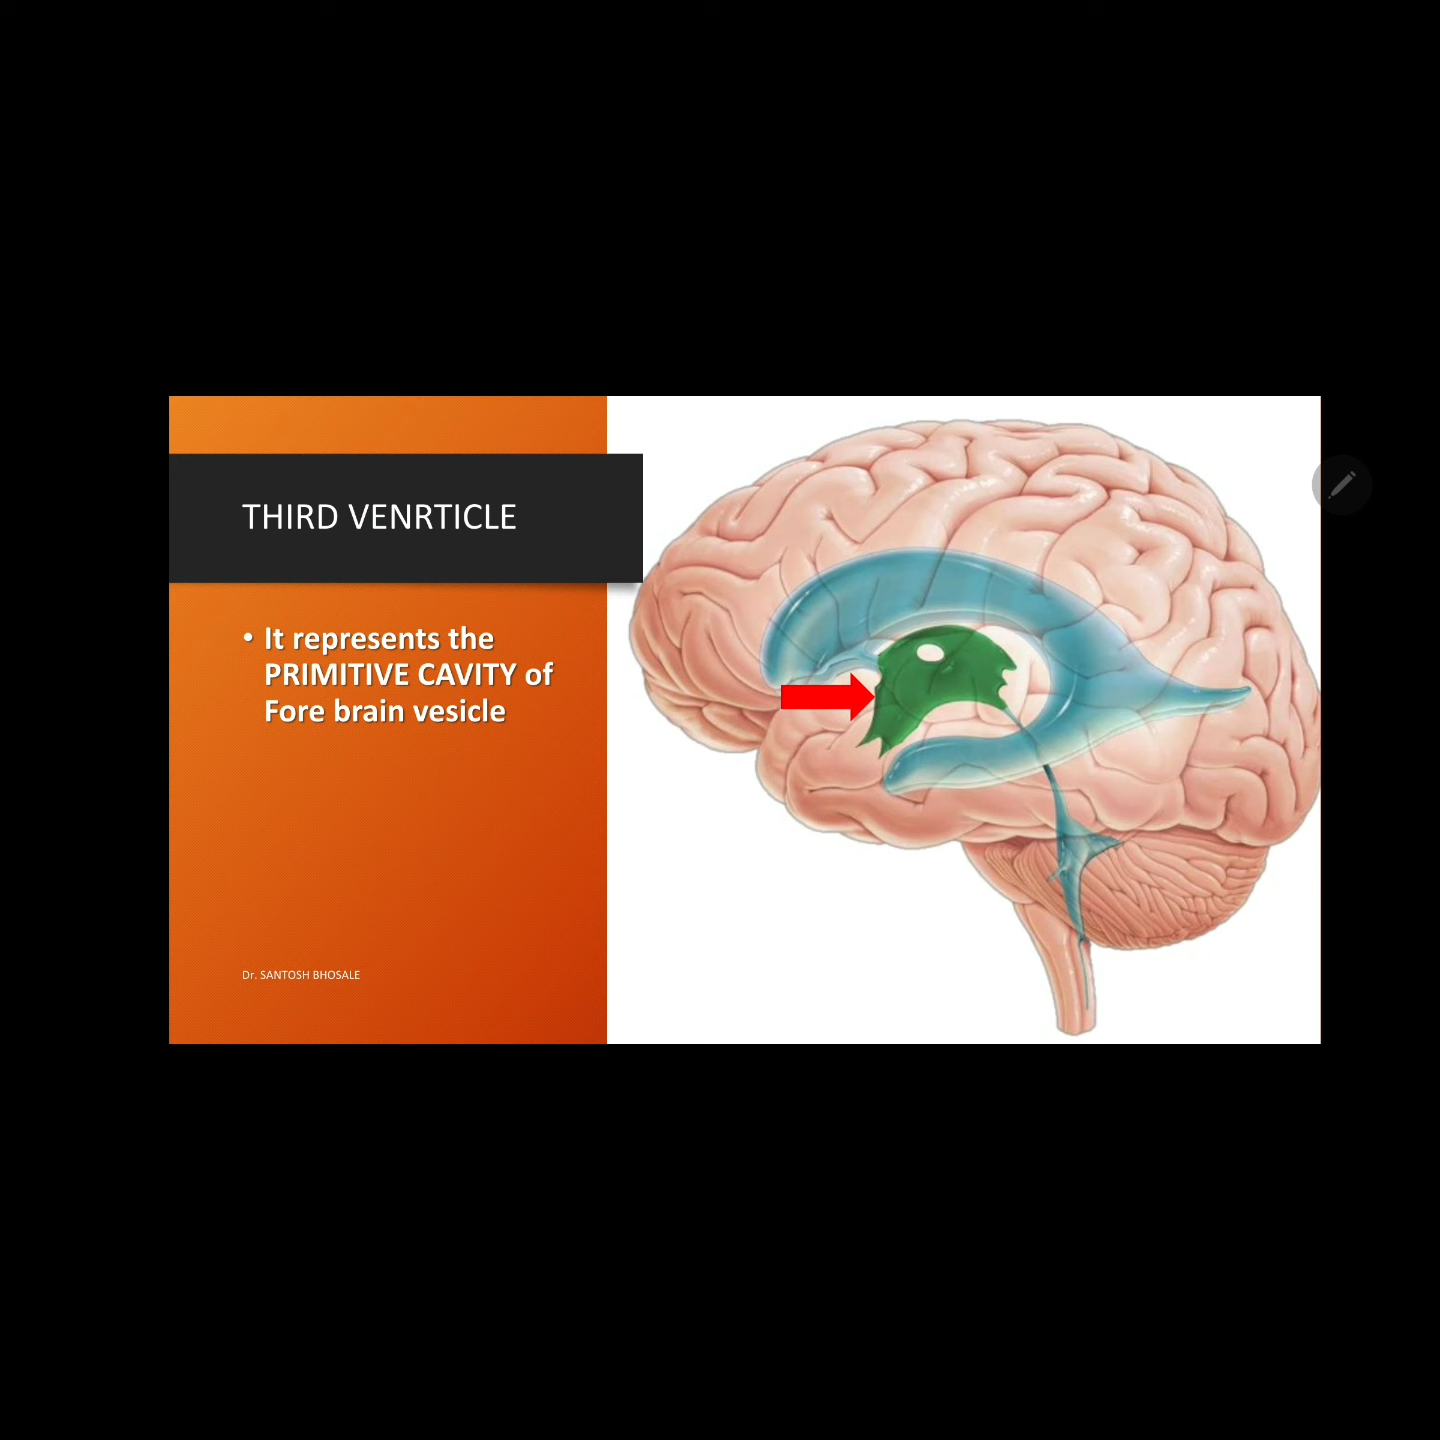 THIRD VENRTICLE
• It represents the
PRIMITIVE CAVITY of
Fore brain vesicle
Dr. SANTOSH BHOSALE